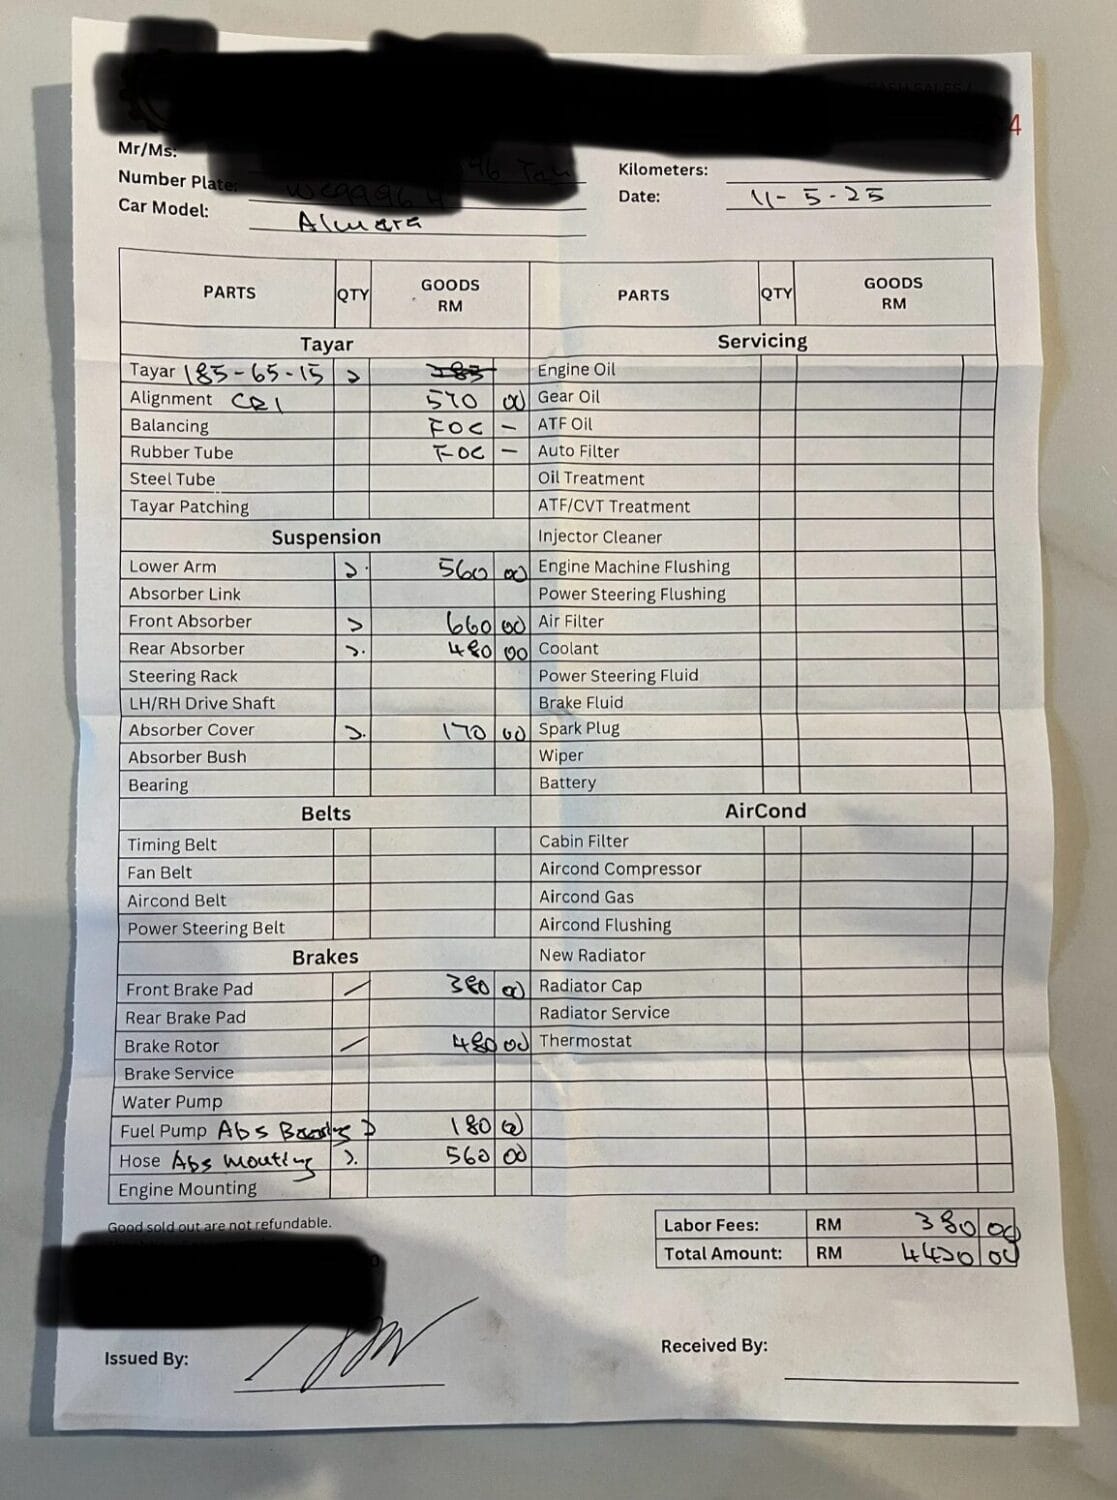 Mr/Ms:
Number Plate:
Car Model: Almera
Kilometers:
Date: 11-5-25
PARTS QTY GOODS RM PARTS QTY GOODS RM
Tayar Servicing
Tayar 185-65-15 2 285 Engine Oil
Alignment CR1 570 00 Gear Oil
Balancing FOC - ATF Oil
Rubber Tube FOC - Auto Filter
Steel Tube Oil Treatment
Tayar Patching ATF/CVT Treatment
Suspension Injector Cleaner
Lower Arm 2. 560 00 Engine Machine Flushing
Absorber Link Power Steering Flushing
Front Absorber 2 660 00 Air Filter
Rear Absorber 2. 480 00 Coolant
Steering Rack Power Steering Fluid
LH/RH Drive Shaft Brake Fluid
Absorber Cover 2. 170 00 Spark Plug
Absorber Bush Wiper
Bearing Battery
Belts AirCond
Timing Belt Cabin Filter
Fan Belt Aircond Compressor
Aircond Belt Aircond Gas
Power Steering Belt Aircond Flushing
Brakes New Radiator
Front Brake Pad / 380 00 Radiator Cap
Rear Brake Pad Radiator Service
Brake Rotor / 480 00 Thermostat
Brake Service
Water Pump
Fuel Pump Abs 2 180 00
Hose Abs Mouting 2. 560 00
Engine Mounting
Good sold out are not refundable.
Labor Fees: RM 380 00
Total Amount: RM 4420 00
Issued By:
Received By: